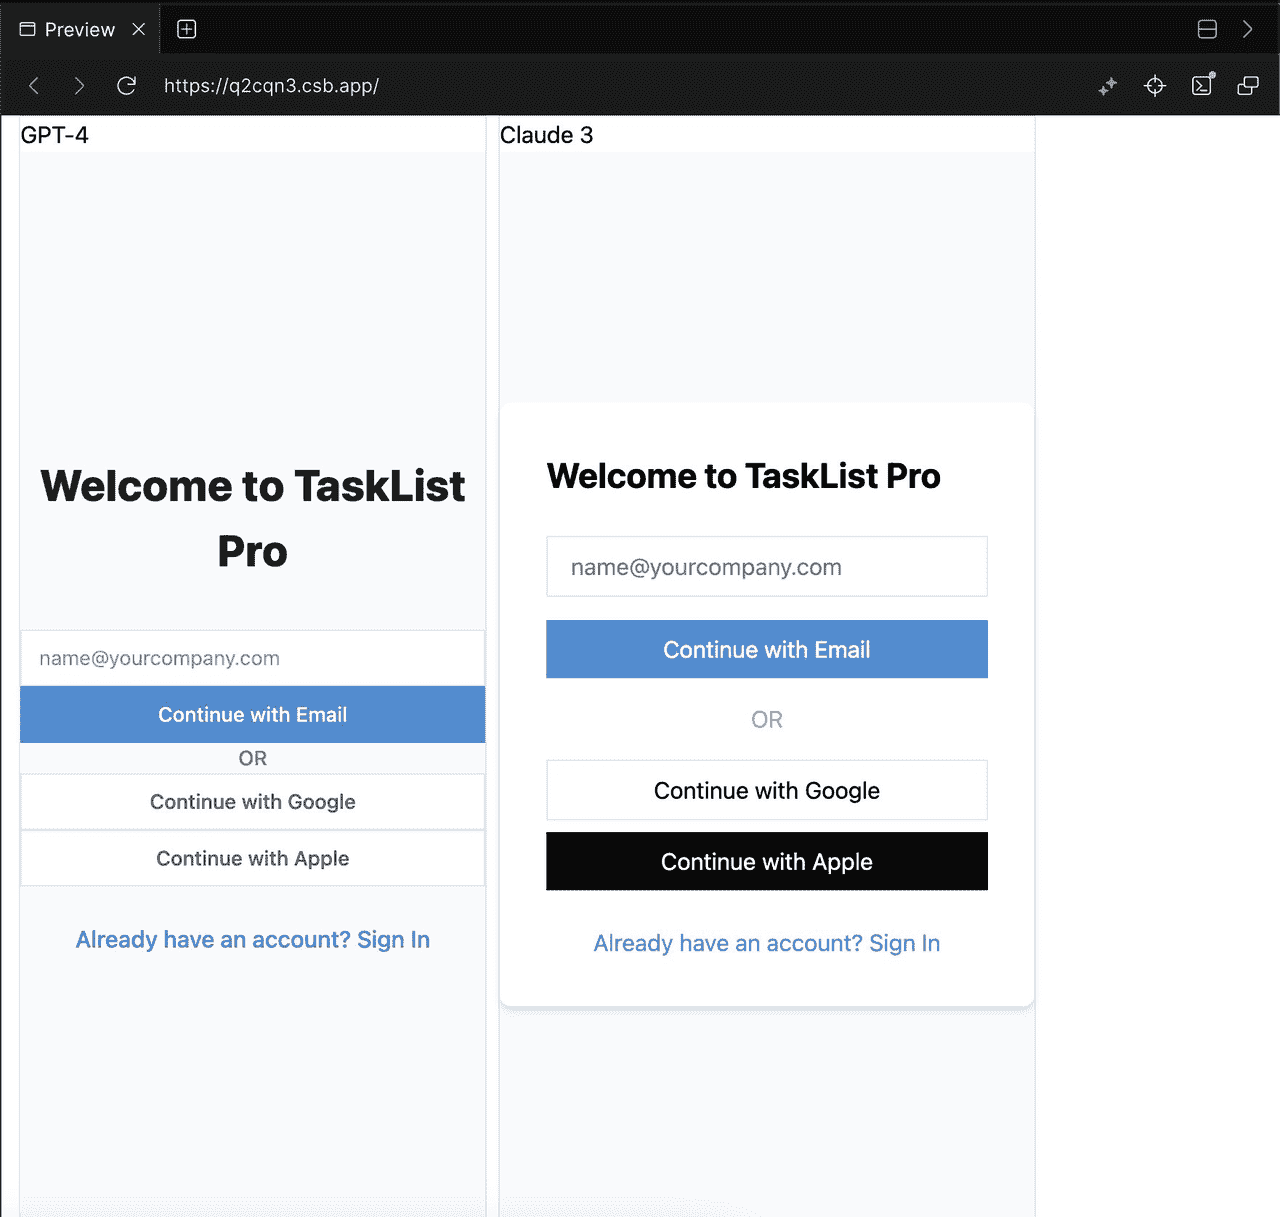 Preview
https://q2cqn3.csb.app/
GPT-4
Welcome to TaskList
Pro
name@yourcompany.com
Continue with Email
OR
Continue with Google
Continue with Apple
Already have an account? Sign In
Claude 3
Welcome to TaskList Pro
name@yourcompany.com
Continue with Email
OR
Continue with Google
Continue with Apple
Already have an account? Sign In